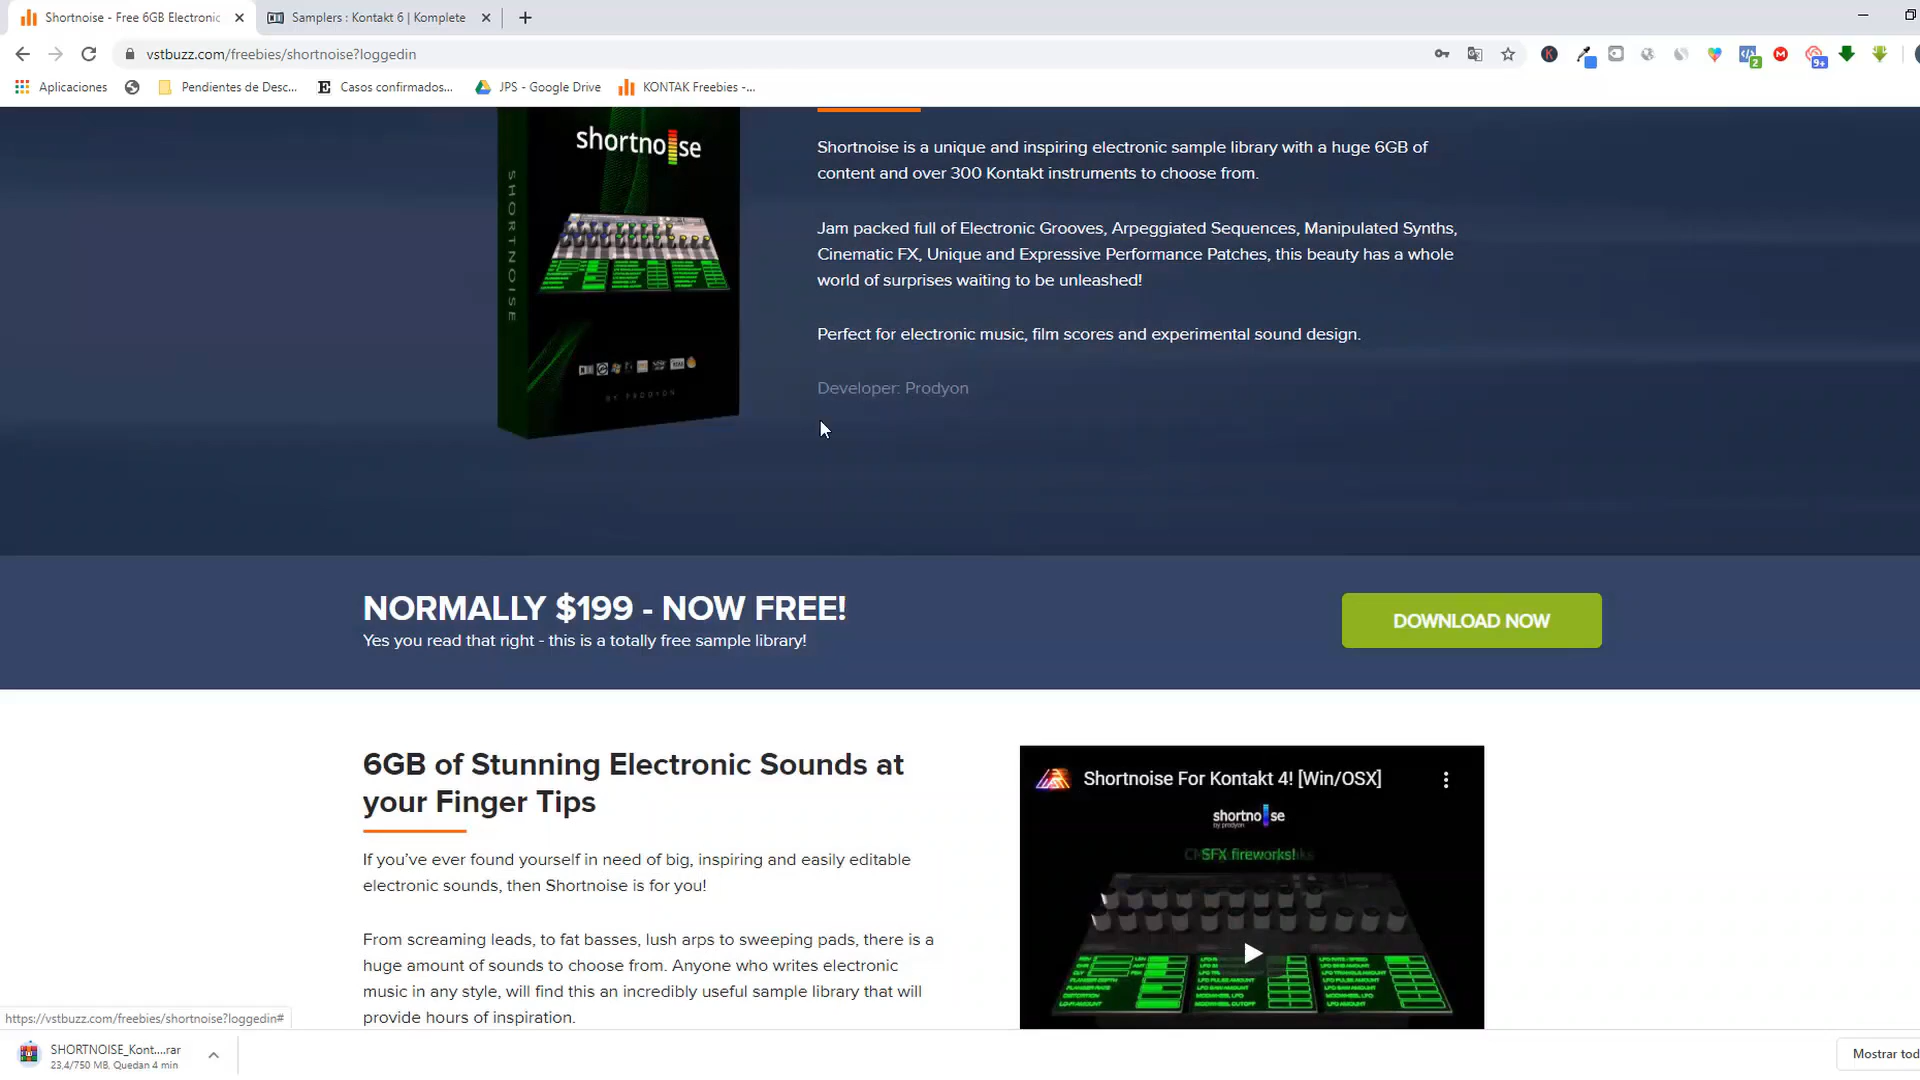 Shortnoise - Free 6GB Electronic
Samplers : Kontakt 6 | Komplete
vstbuzz.com/freebies/shortnoise?loggedin
9+
2
Aplicaciones
Pendientes de Desc...
Casos confirmados...
JPS - Google Drive
KONTAK Freebies -...
shortnoise
SHORTNOISE
BY PRODYON
Shortnoise is a unique and inspiring electronic sample library with a huge 6GB of
content and over 300 Kontakt instruments to choose from.
Jam packed full of Electronic Grooves, Arpeggiated Sequences, Manipulated Synths,
Cinematic FX, Unique and Expressive Performance Patches, this beauty has a whole
world of surprises waiting to be unleashed!
Perfect for electronic music, film scores and experimental sound design.
Developer: Prodyon
NORMALLY $199 - NOW FREE!
Yes you read that right - this is a totally free sample library!
DOWNLOAD NOW
6GB of Stunning Electronic Sounds at
your Finger Tips
If you’ve ever found yourself in need of big, inspiring and easily editable
electronic sounds, then Shortnoise is for you!
From screaming leads, to fat basses, lush arps to sweeping pads, there is a
huge amount of sounds to choose from. Anyone who writes electronic
music in any style, will find this an incredibly useful sample library that will
provide hours of inspiration.
Shortnoise For Kontakt 4! [Win/OSX]
shortnoise
by prodyon
SFX fireworks!
https://vstbuzz.com/freebies/shortnoise?loggedin#
SHORTNOISE_Kont....rar
23,4/750 MB, Quedan 4 min
Mostrar tod